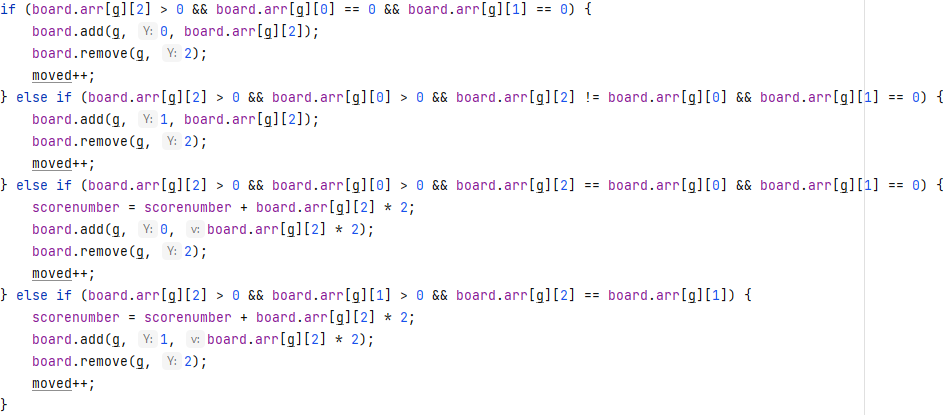 if (board.arr[g][2] > 0 && board.arr[g][0] == 0 && board.arr[g][1] == 0) {
    board.add(g, Y: 0, board.arr[g][2]);
    board.remove(g, Y: 2);
    moved++;
} else if (board.arr[g][2] > 0 && board.arr[g][0] > 0 && board.arr[g][2] != board.arr[g][0] && board.arr[g][1] == 0) {
    board.add(g, Y: 1, board.arr[g][2]);
    board.remove(g, Y: 2);
    moved++;
} else if (board.arr[g][2] > 0 && board.arr[g][0] > 0 && board.arr[g][2] == board.arr[g][0] && board.arr[g][1] == 0) {
    scorenumber = scorenumber + board.arr[g][2] * 2;
    board.add(g, Y: 0, v: board.arr[g][2] * 2);
    board.remove(g, Y: 2);
    moved++;
} else if (board.arr[g][2] > 0 && board.arr[g][1] > 0 && board.arr[g][2] == board.arr[g][1]) {
    scorenumber = scorenumber + board.arr[g][2] * 2;
    board.add(g, Y: 1, v: board.arr[g][2] * 2);
    board.remove(g, Y: 2);
    moved++;
}